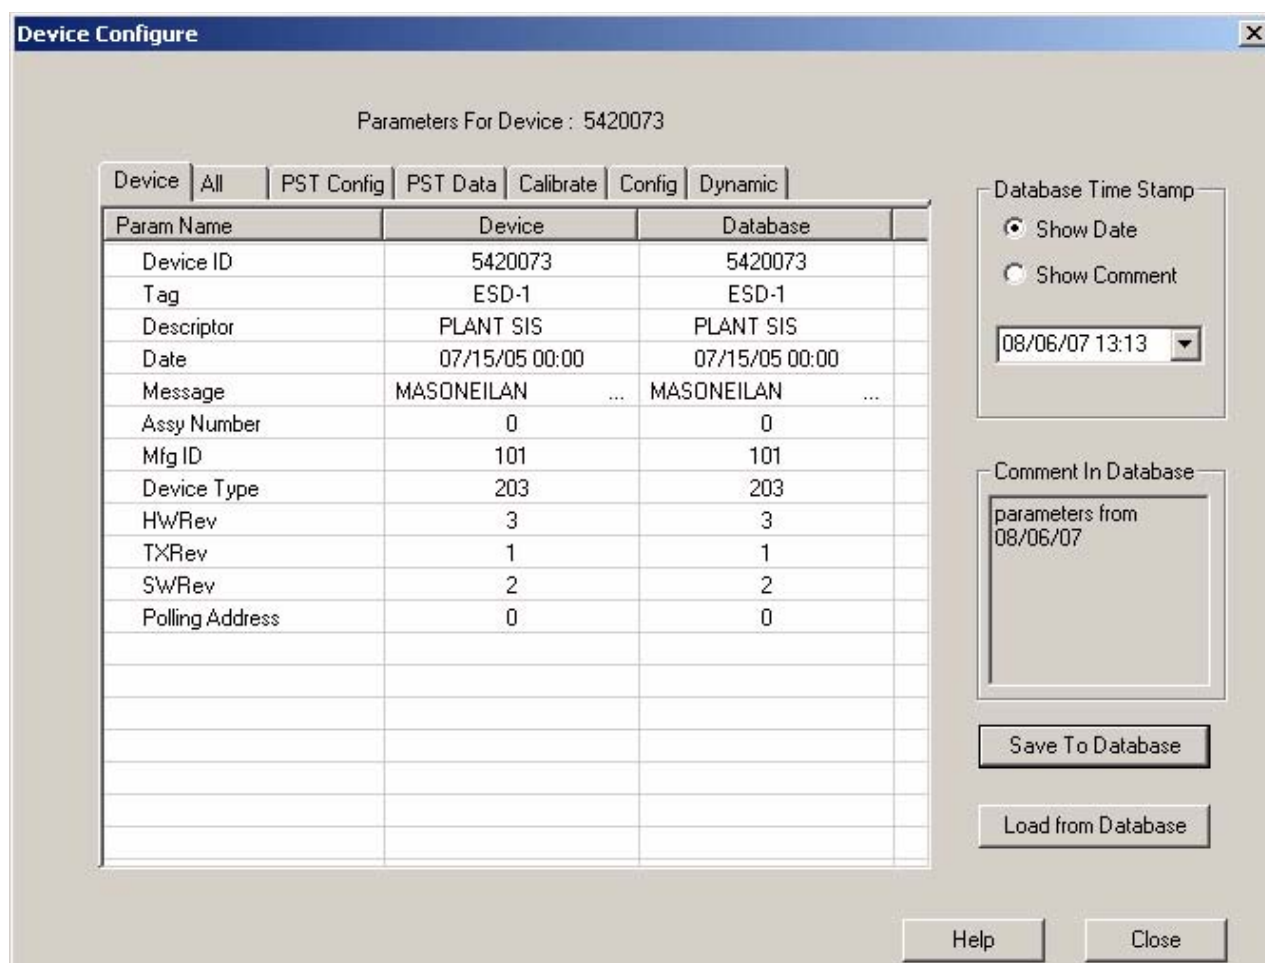 Device Configure
Parameters For Device : 5420073
Device All PST Config PST Data Calibrate Config Dynamic
Param Name Device Database
Device ID 5420073 5420073
Tag ESD-1 ESD-1
Descriptor PLANT SIS PLANT SIS
Date 07/15/05 00:00 07/15/05 00:00
Message MASONEILAN ... MASONEILAN ...
Assy Number 0 0
Mfg ID 101 101
Device Type 203 203
HWRev 3 3
TXRev 1 1
SWRev 2 2
Polling Address 0 0
Database Time Stamp
Show Date
Show Comment
08/06/07 13:13
Comment In Database
parameters from
08/06/07
Save To Database
Load from Database
Help Close